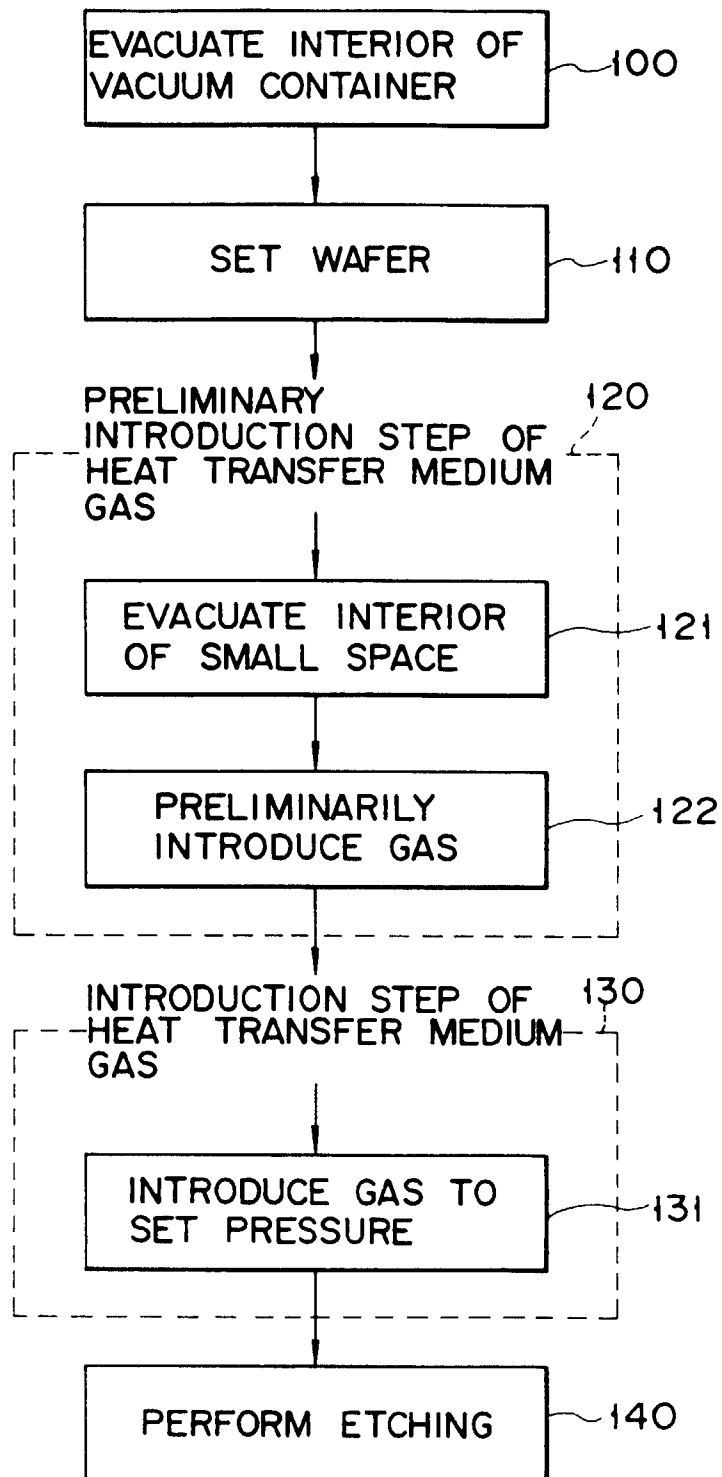 EVACUATE INTERIOR OF
VACUUM CONTAINER
100
SET WAFER
110
PRELIMINARY
INTRODUCTION STEP OF
HEAT TRANSFER MEDIUM
GAS
120
EVACUATE INTERIOR
OF SMALL SPACE
121
PRELIMINARILY
INTRODUCE GAS
122
INTRODUCTION STEP OF
HEAT TRANSFER MEDIUM
GAS
130
INTRODUCE GAS TO
SET PRESSURE
131
PERFORM ETCHING
140